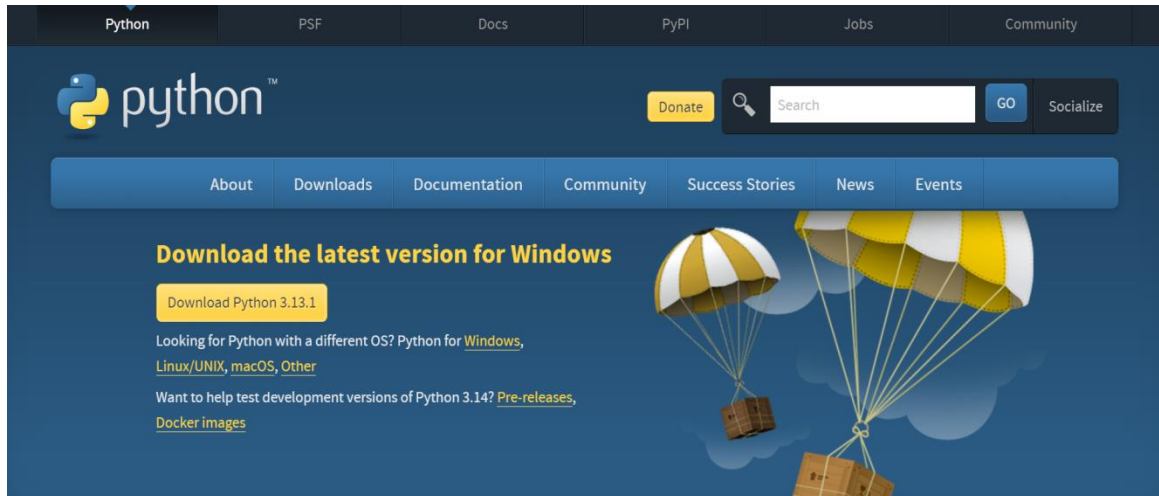 Python PSF Docs PyPI Jobs Community
python™
Donate Search GO Socialize
About Downloads Documentation Community Success Stories News Events
Download the latest version for Windows
Download Python 3.13.1
Looking for Python with a different OS? Python for Windows,
Linux/UNIX, macOS, Other
Want to help test development versions of Python 3.14? Pre-releases,
Docker images